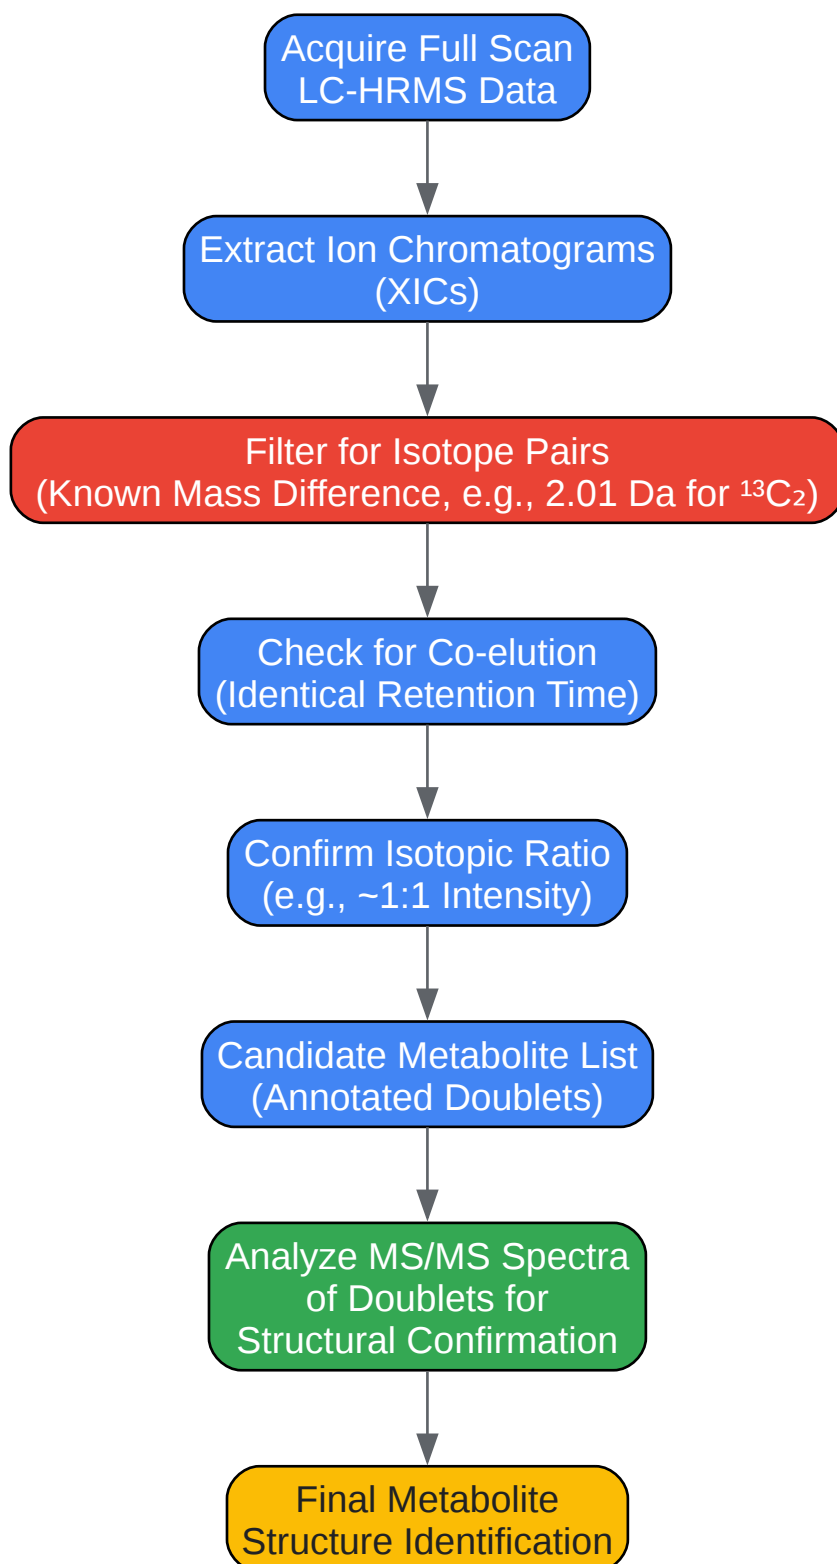 Acquire Full Scan
LC-HRMS Data
Extract Ion Chromatograms
(XICs)
Filter for Isotope Pairs
(Known Mass Difference, e.g., 2.01 Da for ¹³C₂)
Check for Co-elution
(Identical Retention Time)
Confirm Isotopic Ratio
(e.g., ~1:1 Intensity)
Candidate Metabolite List
(Annotated Doublets)
Analyze MS/MS Spectra
of Doublets for
Structural Confirmation
Final Metabolite
Structure Identification